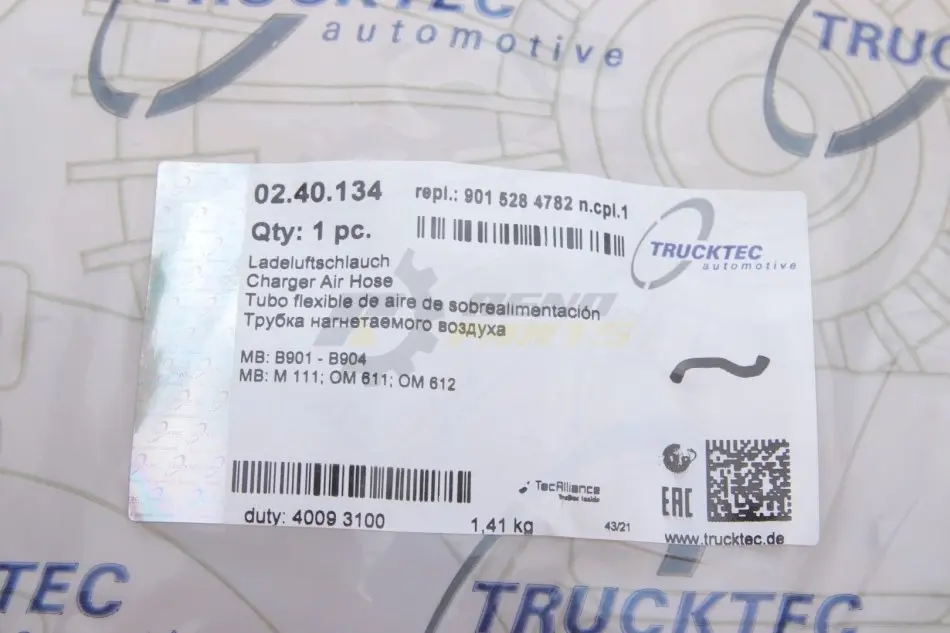 TRUCKTEC
automotive
TRUCK
02.40.134
repl.: 901 528 4782 n.cpl.1
Qty: 1 pc.
TRUCKTEC
automotive
Ladeluftschlauch
Charger Air Hose
Tubo flexible de aire de sobrealimentación
Трубка нагнетаемого воздуха
MB: B901 - B904
MB: M 111; OM 611; OM 612
TecAlliance
duty: 4009 3100
1,41 kg
43/21
EAC
www.trucktec.de
TEC
TRUCKTEC